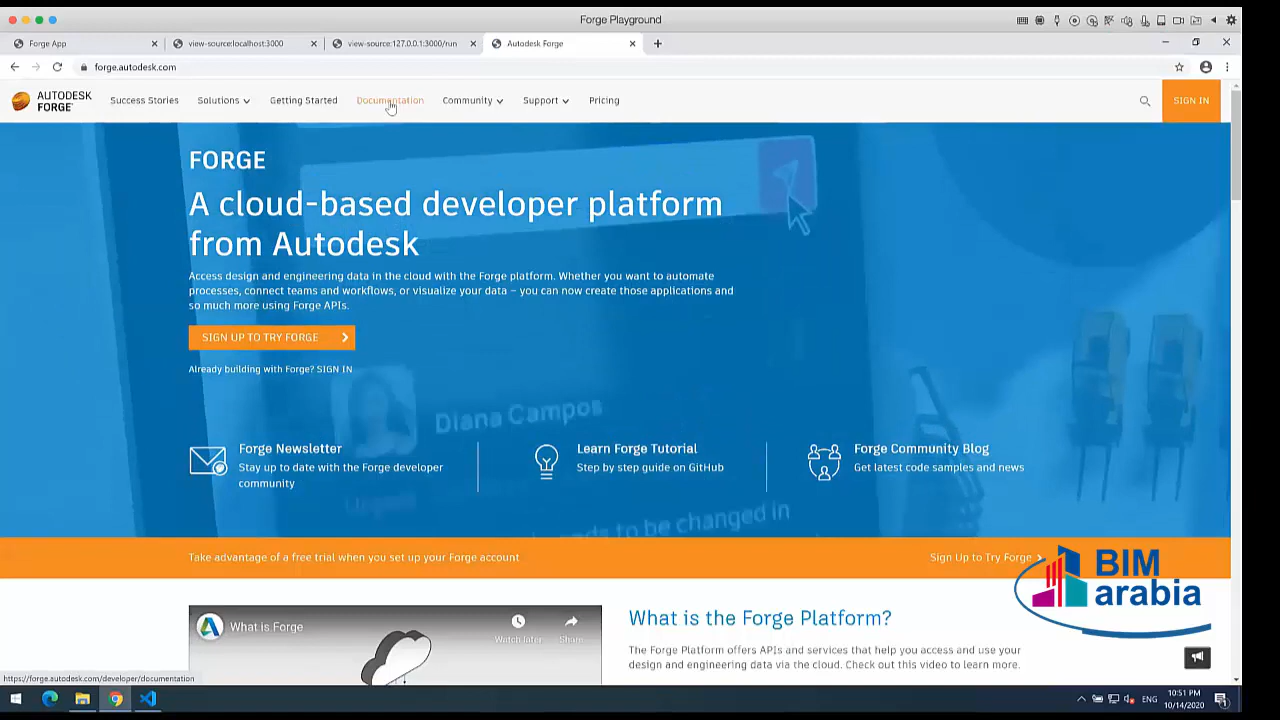 Forge Playground
Forge App
view-source:localhost:3000
view-source:127.0.0.1:3000/run
Autodesk Forge
forge.autodesk.com
AUTODESK FORGE
Success Stories
Solutions
Getting Started
Documentation
Community
Support
Pricing
SIGN IN
FORGE
A cloud-based developer platform
from Autodesk
Access design and engineering data in the cloud with the Forge platform. Whether you want to automate
processes, connect teams and workflows, or visualize your data – you can now create those applications and
so much more using Forge APIs.
SIGN UP TO TRY FORGE
Already building with Forge? SIGN IN
Diana Campos
Urgent
needs to be changed in
Forge Newsletter
Stay up to date with the Forge developer
community
Learn Forge Tutorial
Step by step guide on GitHub
Forge Community Blog
Get latest code samples and news
Take advantage of a free trial when you set up your Forge account
Sign Up to Try Forge
BIM
arabia
What is Forge
Watch later
Share
What is the Forge Platform?
The Forge Platform offers APIs and services that help you access and use your
design and engineering data via the cloud. Check out this video to learn more.
https://forge.autodesk.com/developer/documentation
ENG
10:51 PM
10/14/2020